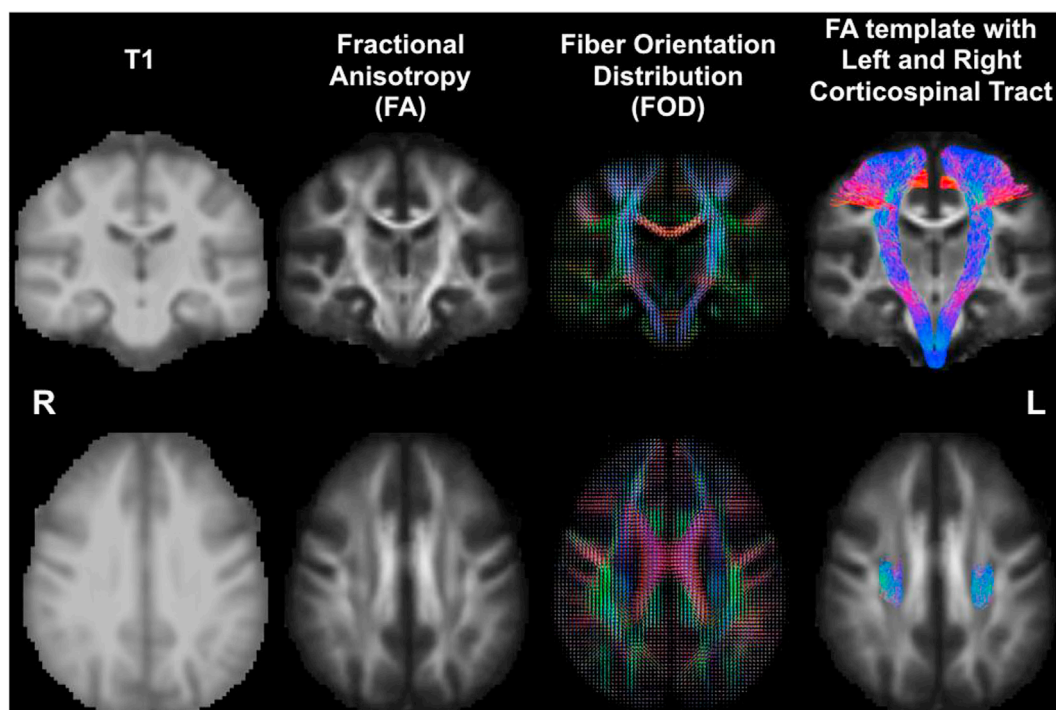 T1
Fractional
Anisotropy
(FA)
Fiber Orientation
Distribution
(FOD)
FA template with
Left and Right
Corticospinal Tract
R
L